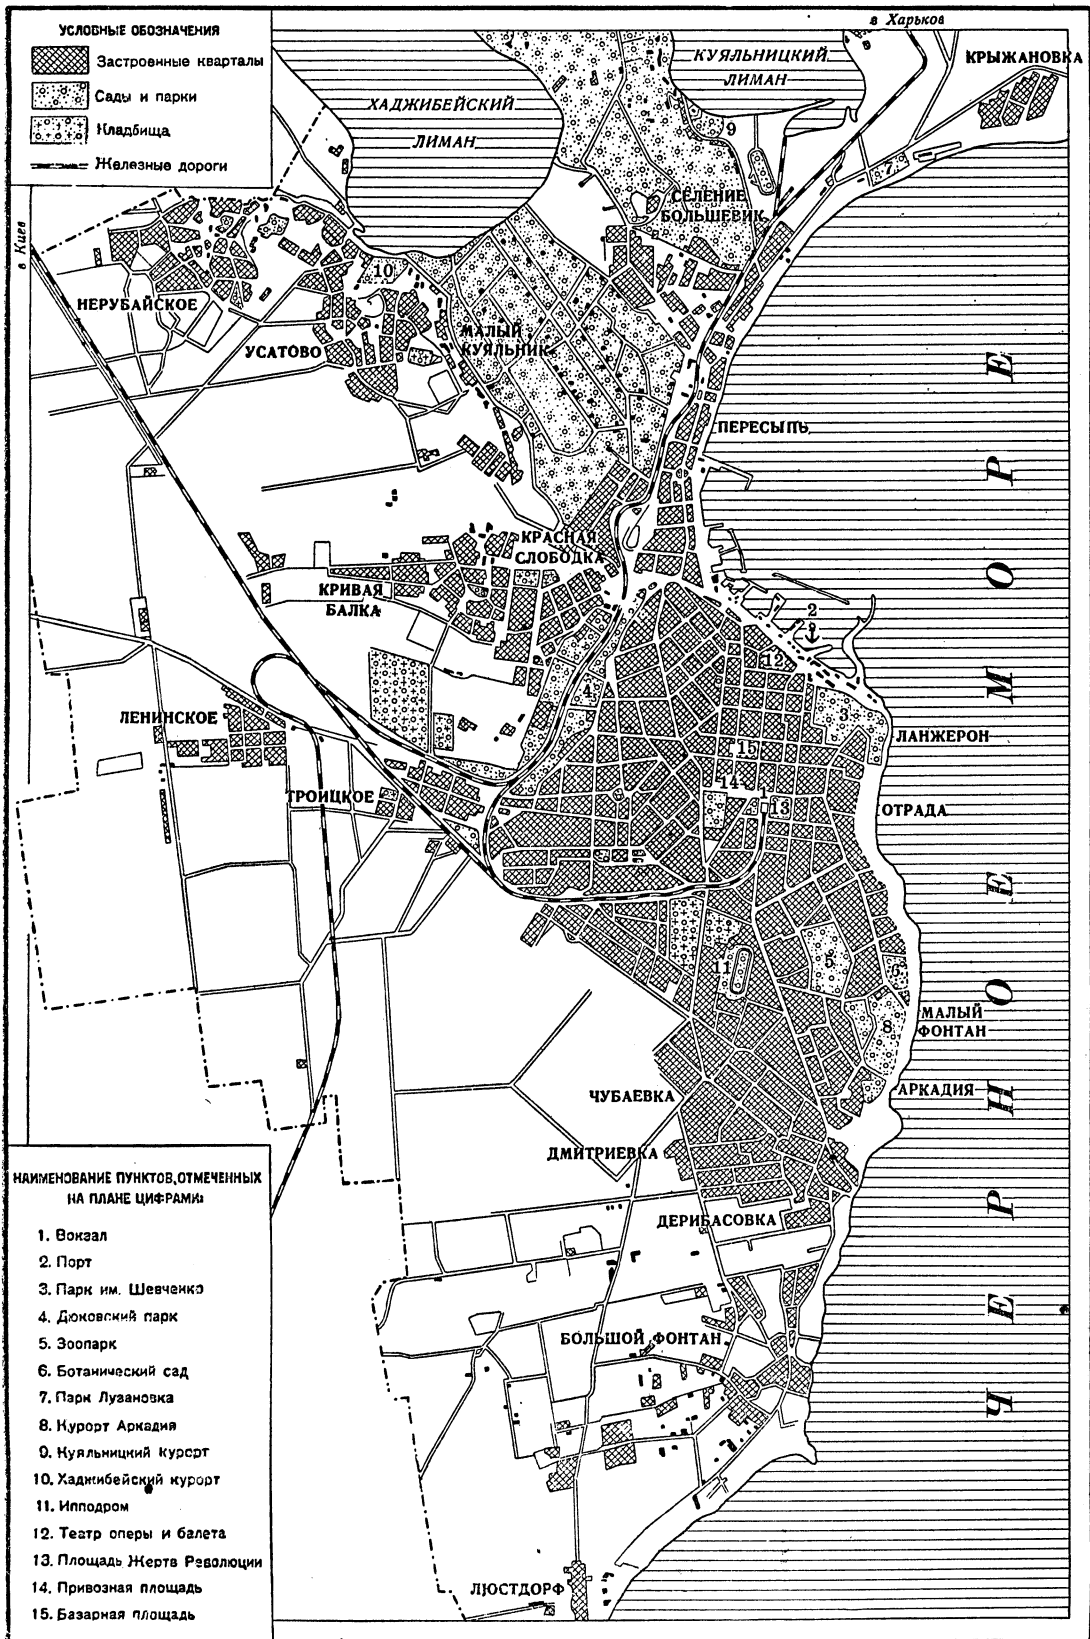 УСЛОВНЫЕ ОБОЗНАЧЕНИЯ
Застроенные кварталы
Сады и парки
Кладбища
Железные дороги
в Харьков
КУЯЛЬНИЦКИЙ
ЛИМАН
КРЫЖАНОВКА
ХАДЖИБЕЙСКИЙ
ЛИМАН
9
7
СЕЛЕНИЕ
БОЛЬШЕВИК
в Киев
10
НЕРУБАЙСКОЕ
УСАТОВО
МАЛЫЙ
КУЯЛЬНИК
ПЕРЕСЫПЬ
КРАСНАЯ
СЛОБОДКА
КРИВАЯ
БАЛКА
2
12
4
3
ЛЕНИНСКОЕ
ЛАНЖЕРОН
15
14
1
13
ТРОИЦКОЕ
ОТРАДА
5
6
11
8
МАЛЫЙ
ФОНТАН
АРКАДИЯ
ЧУБАЕВКА
ДМИТРИЕВКА
ДЕРИБАСОВКА
БОЛЬШОЙ ФОНТАН
ЛЮСТДОРФ
ЧЕРНОЕ МОРЕ
НАИМЕНОВАНИЕ ПУНКТОВ, ОТМЕЧЕННЫХ
НА ПЛАНЕ ЦИФРАМИ:
1. Вокзал
2. Порт
3. Парк им. Шевченко
4. Дюковский парк
5. Зоопарк
6. Ботанический сад
7. Парк Лузановка
8. Курорт Аркадия
9. Куяльницкий курорт
10. Хаджибейский курорт
11. Ипподром
12. Театр оперы и балета
13. Площадь Жертв Революции
14. Привозная площадь
15. Базарная площадь